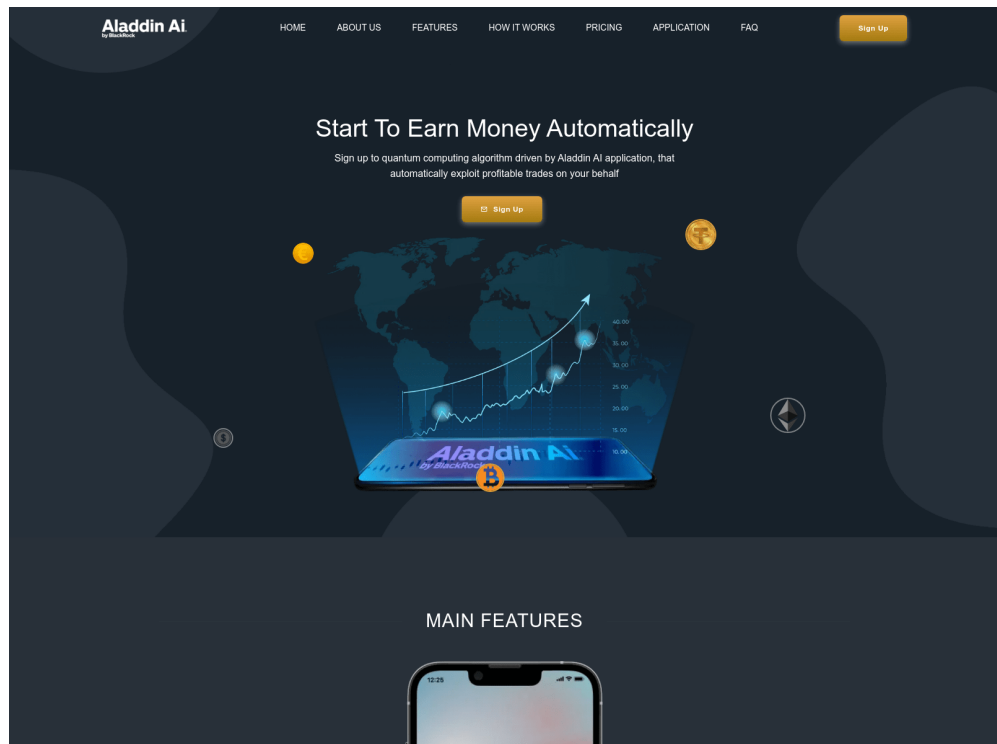 Aladdin Ai
by BlackRock
HOME ABOUT US FEATURES HOW IT WORKS PRICING APPLICATION FAQ
Sign Up
Start To Earn Money Automatically
Sign up to quantum computing algorithm driven by Aladdin AI application, that
automatically exploit profitable trades on your behalf
Sign Up
40.00
35.00
30.00
25.00
20.00
15.00
10.00
Aladdin Ai
by BlackRock
MAIN FEATURES
12:25